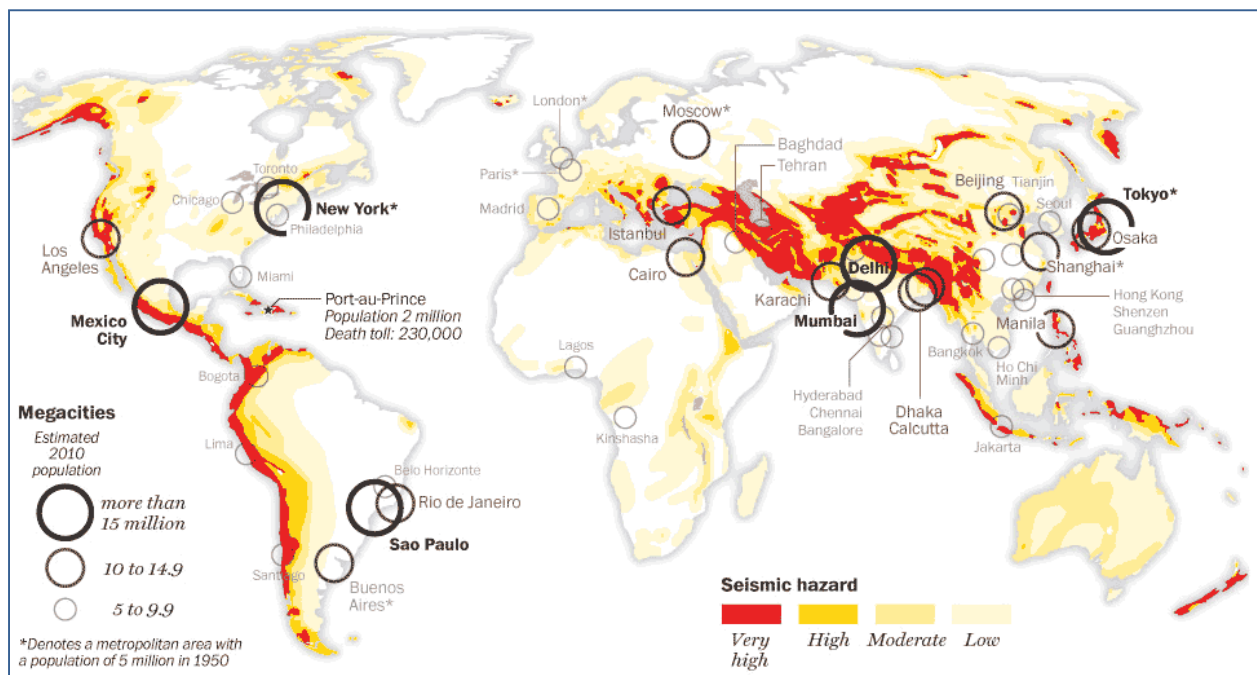 London*
Moscow*
Baghdad
Tehran
Toronto
Paris*
Chicago
New York*
Philadelphia
Madrid
Beijing
Tianjin
Seoul
Tokyo*
Osaka
Istanbul
Los
Angeles
Cairo
Shanghai*
Miami
Delhi
Karachi
Mumbai
Port-au-Prince
Population 2 million
Death toll: 230,000
Mexico
City
Hong Kong
Shenzen
Guanghzhou
Manila
Lagos
Bangkok
Ho Chi
Minh
Bogota
Hyderabad
Chennai
Bangalore
Dhaka
Calcutta
Kinshasha
Jakarta
Lima
Belo Horizonte
Rio de Janeiro
Sao Paulo
Santiago
Buenos
Aires*
Megacities
Estimated
2010
population
more than
15 million
10 to 14.9
5 to 9.9
*Denotes a metropolitan area with
a population of 5 million in 1950
Seismic hazard
Very
high
High
Moderate
Low